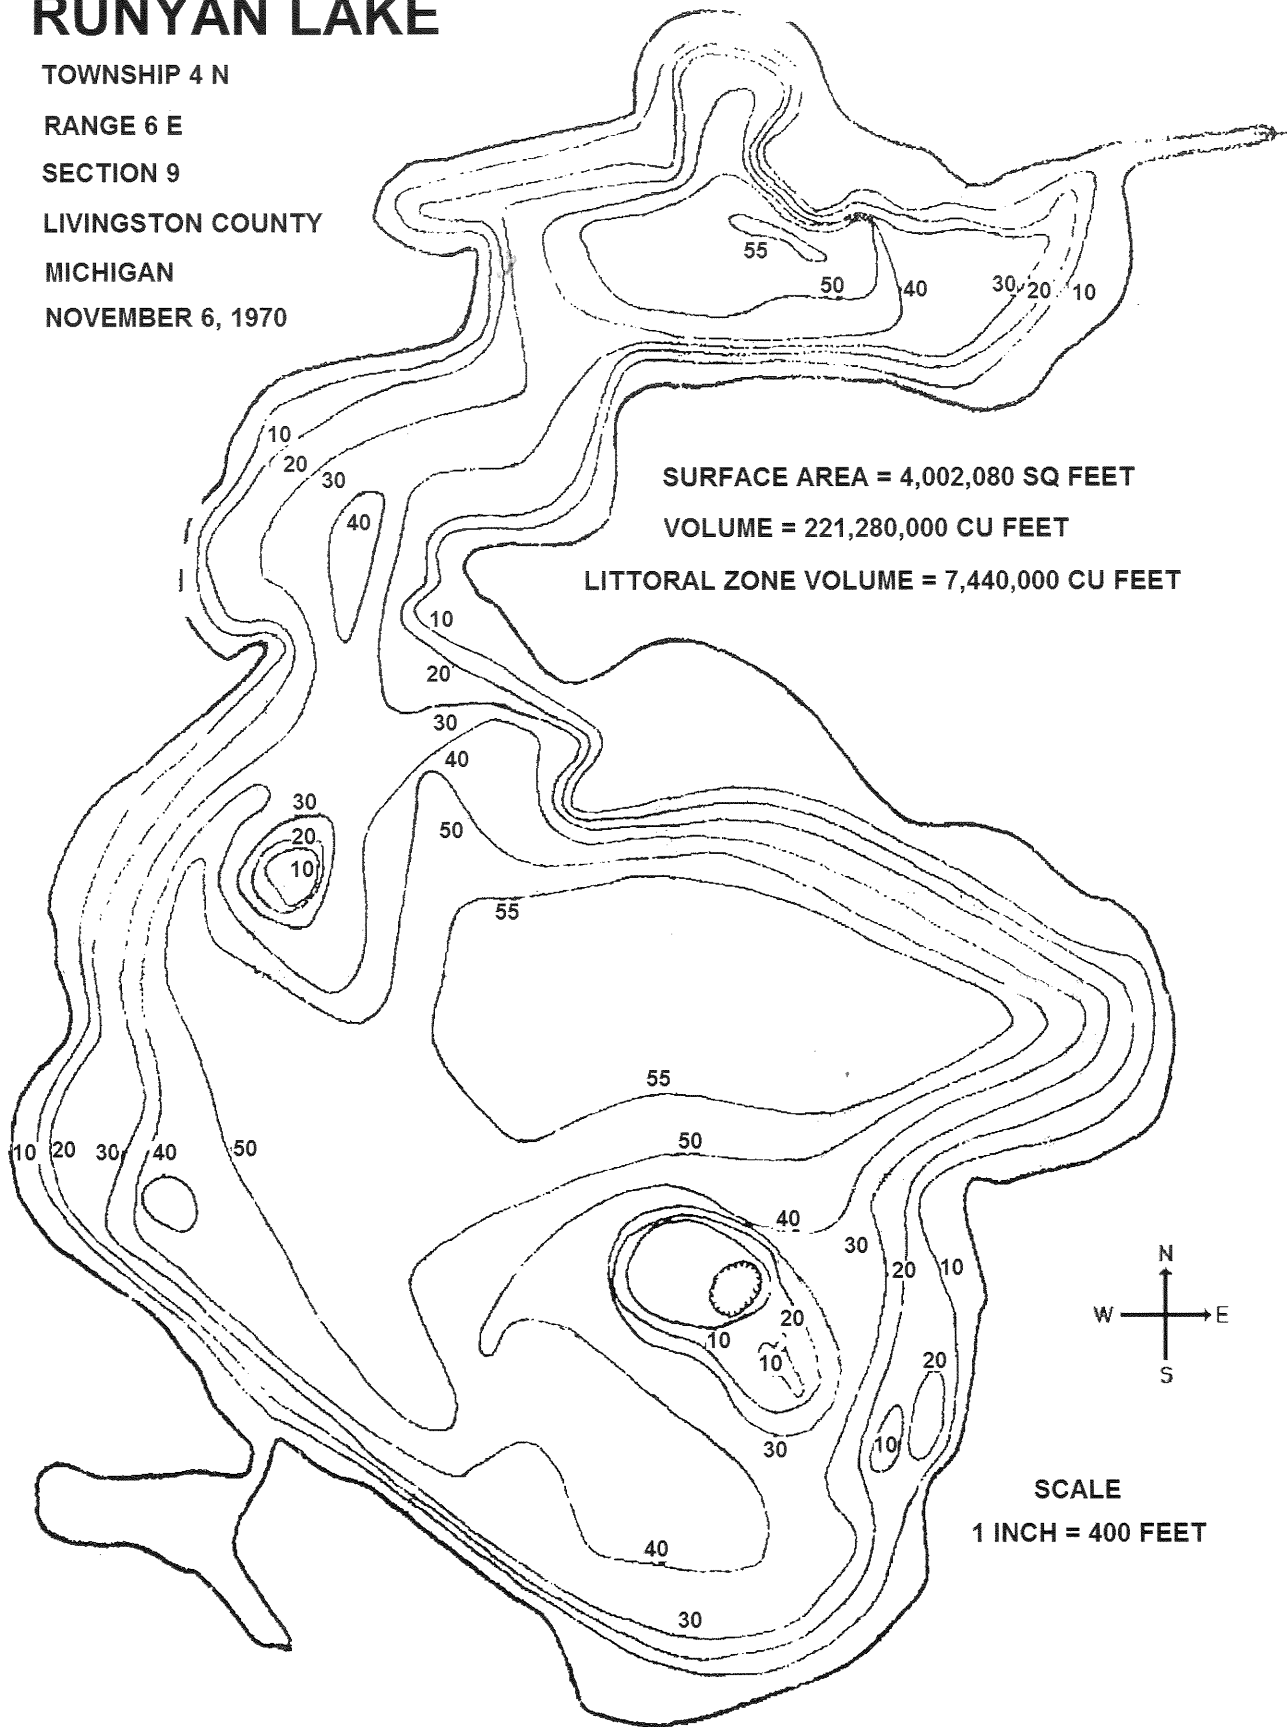 RUNYAN LAKE
TOWNSHIP 4 N
RANGE 6 E
SECTION 9
LIVINGSTON COUNTY
MICHIGAN
NOVEMBER 6, 1970
55
50
40
30
20
10
10
20
30
40
SURFACE AREA = 4,002,080 SQ FEET
VOLUME = 221,280,000 CU FEET
LITTORAL ZONE VOLUME = 7,440,000 CU FEET
10
20
30
40
30
20
10
50
55
55
50
10
20
30
40
50
40
30
20
10
20
10
10
20
10
30
N
W
E
S
SCALE
1 INCH = 400 FEET
40
30